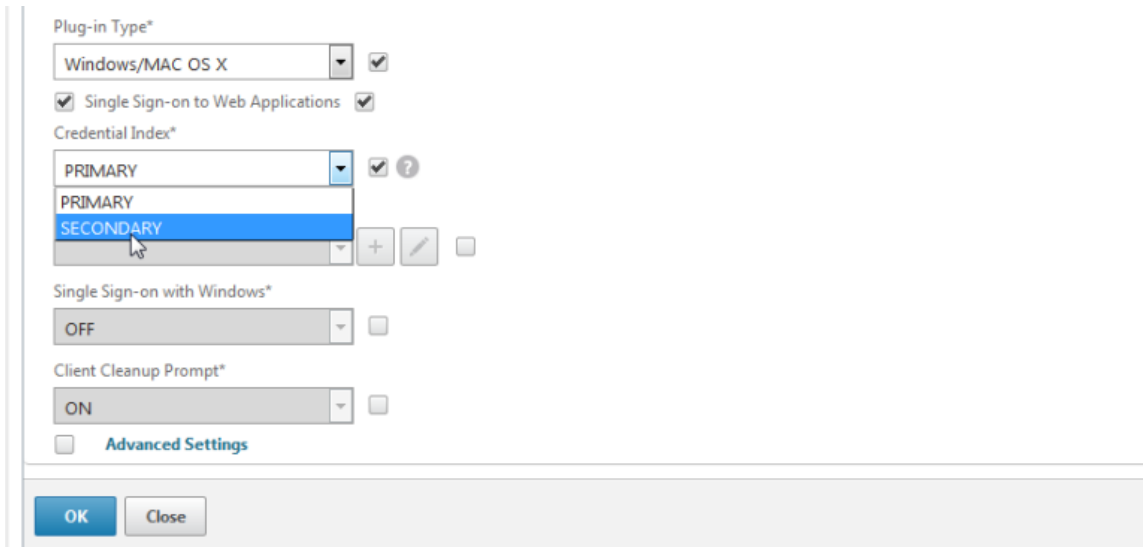 Plug-in Type*
Windows/MAC OS X
Single Sign-on to Web Applications
Credential Index*
PRIMARY
?
PRIMARY
SECONDARY
+
Single Sign-on with Windows*
OFF
Client Cleanup Prompt*
ON
Advanced Settings
OK Close